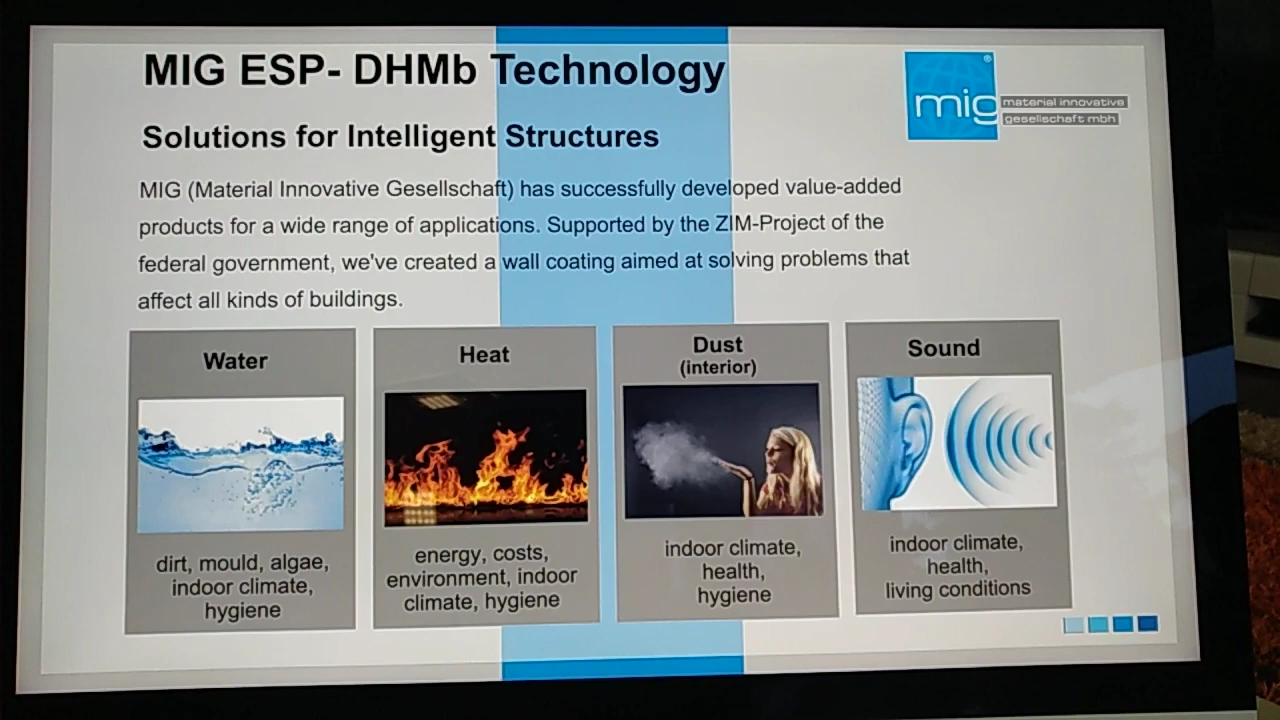 MIG ESP- DHMb Technology
mig®
material innovative
gesellschaft mbh
Solutions for Intelligent Structures
MIG (Material Innovative Gesellschaft) has successfully developed value-added
products for a wide range of applications. Supported by the ZIM-Project of the
federal government, we've created a wall coating aimed at solving problems that
affect all kinds of buildings.
Water
dirt, mould, algae,
indoor climate,
hygiene
Heat
energy, costs,
environment, indoor
climate, hygiene
Dust
(interior)
indoor climate,
health,
hygiene
Sound
indoor climate,
health,
living conditions